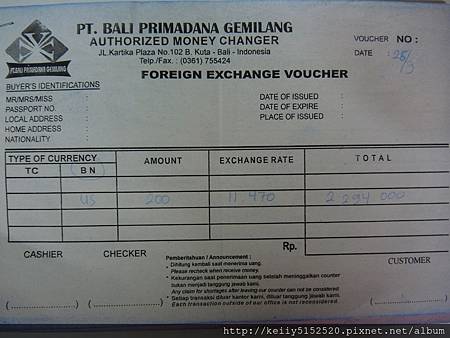 PT. BALI PRIMADANA GEMILANG
AUTHORIZED MONEY CHANGER
JL.Kartika Plaza No.102 B. Kuta - Bali - Indonesia
Telp./Fax. : (0361) 755424
PT.BALI PRIMADANA GEMILANG
VOUCHER NO :
DATE : 25/3
FOREIGN EXCHANGE VOUCHER
BUYER'S IDENTIFICATIONS
MR/MRS/MISS :
PASSPORT NO. :
LOCAL ADDRESS :
HOME ADDRESS :
NATIONALITY :
DATE OF ISSUED :
DATE OF EXPIRE :
PLACE OF ISSUED :
TYPE OF CURRENCY AMOUNT EXCHANGE RATE TOTAL
TC BN
US 200 11 470 2 294 000
Rp.
CASHIER CHECKER CUSTOMER
Pemberitahuan / Announcement :
* Dihitung kembali saat menerima uang.
Please recheck when receive money.
* Kekurangan saat penerimaan uang setelah meninggalkan counter
bukan menjadi tanggung jawab kami.
Any claim for shortages after leaving our counter can not be considered.
* Setiap transaksi diluar kantor kami, diluar tanggung jawab kami.
Each transaction outside of our office is not reconsidered.
(..................) (..................) (..................)
http://keiiy5152520.pixnet.net/album